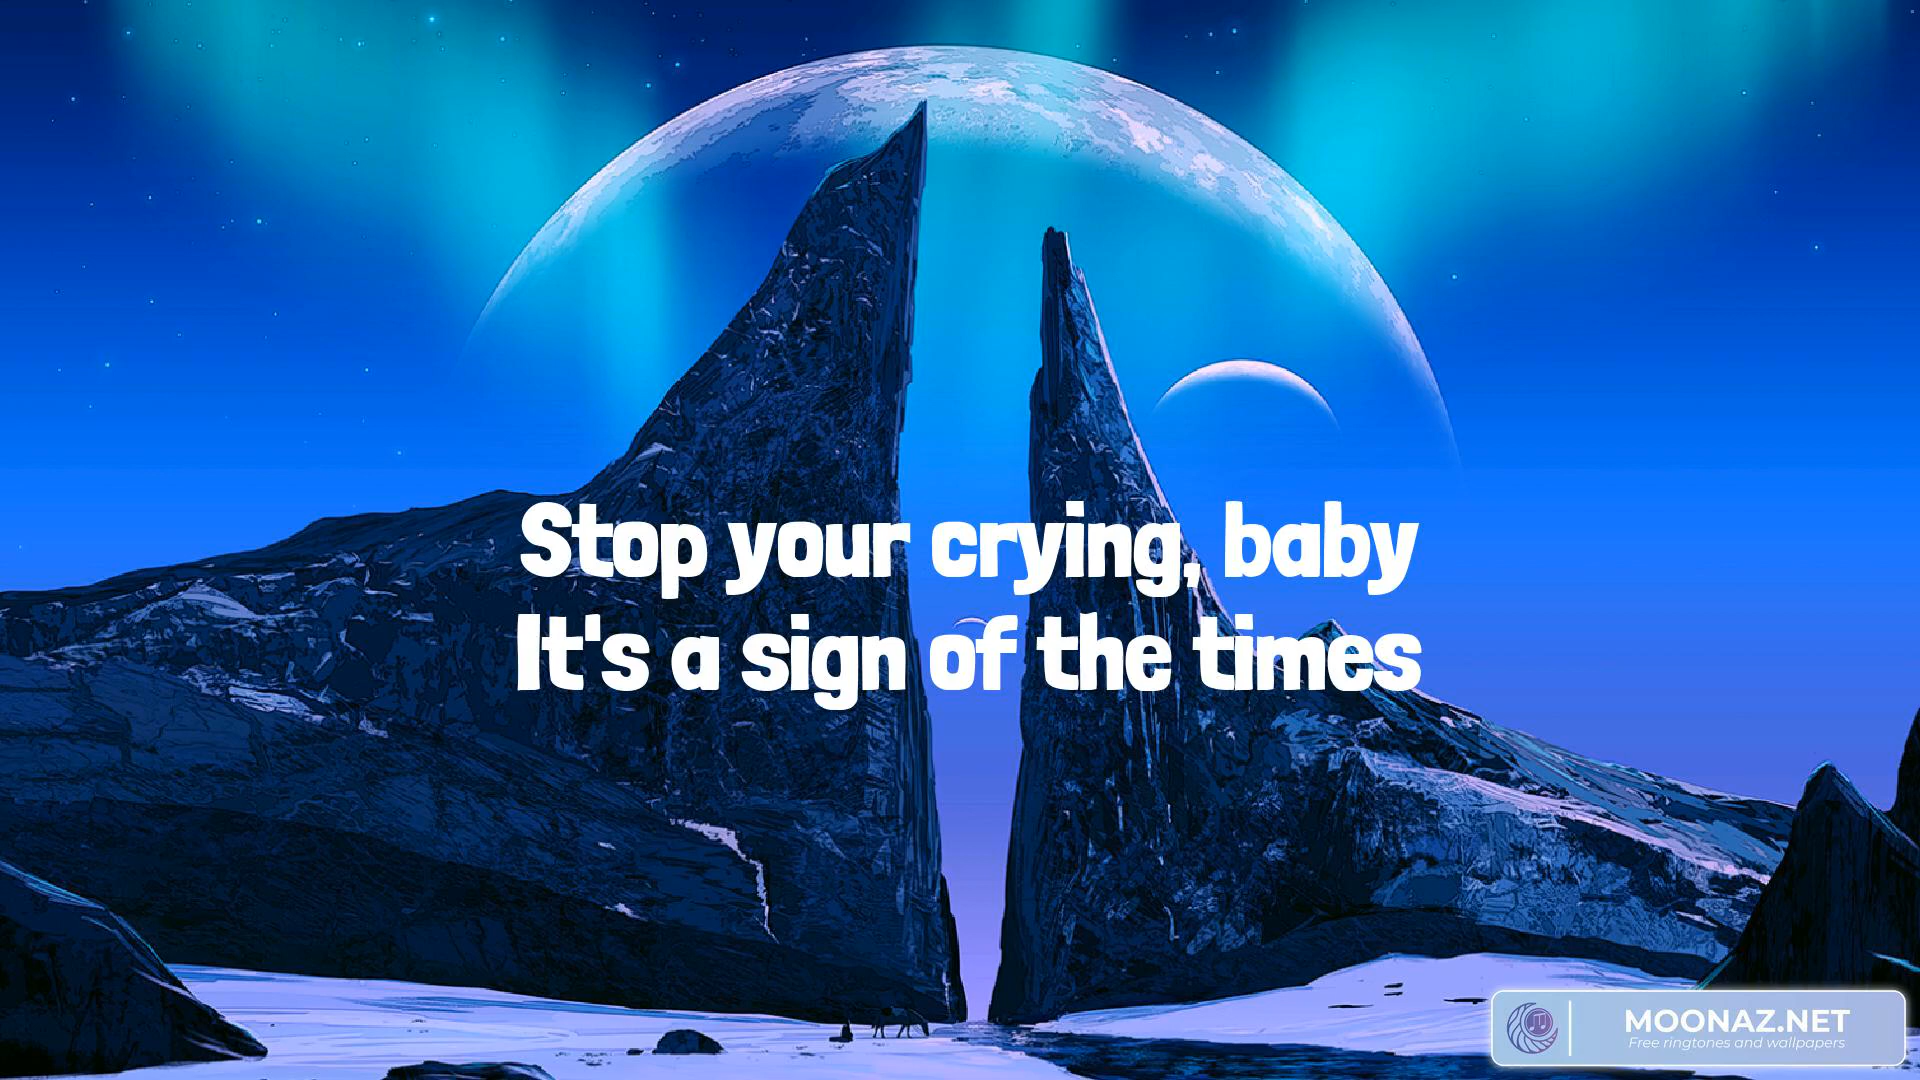 Stop your crying, baby
It's a sign of the times
MOONAZ.NET
Free ringtones and wallpapers